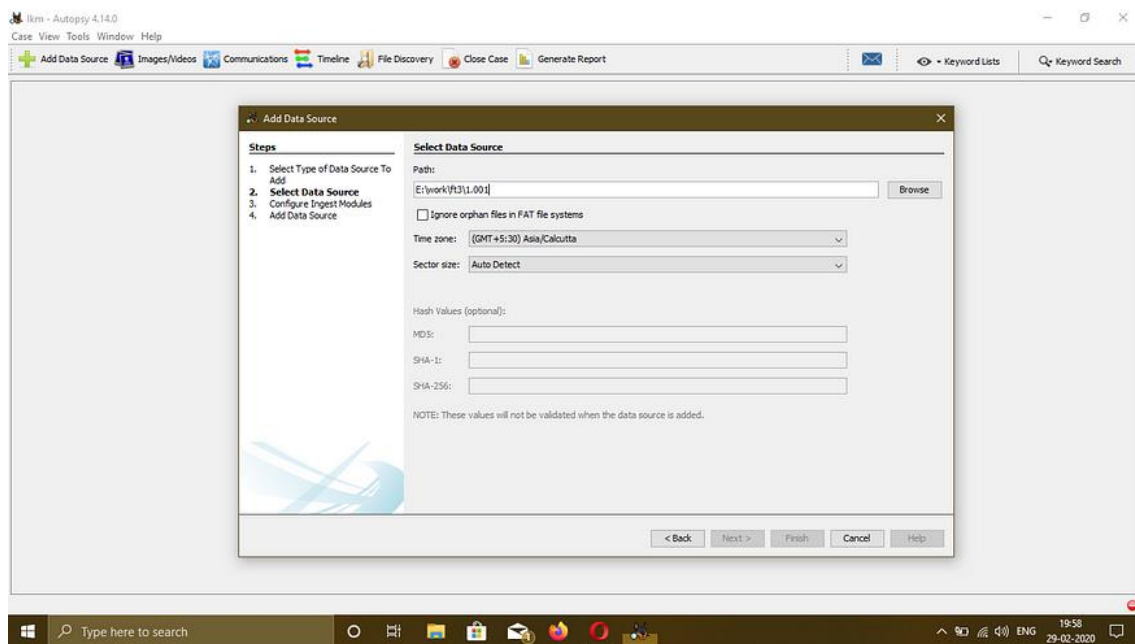 lkm - Autopsy 4.14.0
Case View Tools Window Help
Add Data Source Images/Videos Communications Timeline File Discovery Close Case Generate Report Keyword Lists Keyword Search
Add Data Source
Steps
1. Select Type of Data Source To Add
2. Select Data Source
3. Configure Ingest Modules
4. Add Data Source
Select Data Source
Path:
E:\work\ft3\1.001
Browse
Ignore orphan files in FAT file systems
Time zone: (GMT+5:30) Asia/Calcutta
Sector size: Auto Detect
Hash Values (optional):
MD5:
SHA-1:
SHA-256:
NOTE: These values will not be validated when the data source is added.
< Back Next > Finish Cancel Help
Type here to search
ENG
19:58
29-02-2020